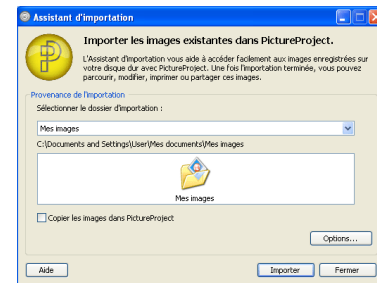 Assistant d'importation
Importer les images existantes dans PictureProject.
L'Assistant d'importation vous aide à accéder facilement aux images enregistrées sur
votre disque dur avec PictureProject. Une fois l'importation terminée, vous pouvez
parcourir, modifier, imprimer ou partager ces images.
Provenance de l'importation
Sélectionner le dossier d'importation :
Mes images
C:\Documents and Settings\User\Mes documents\Mes images
Mes images
Copier les images dans PictureProject
Options...
Aide
Importer
Fermer